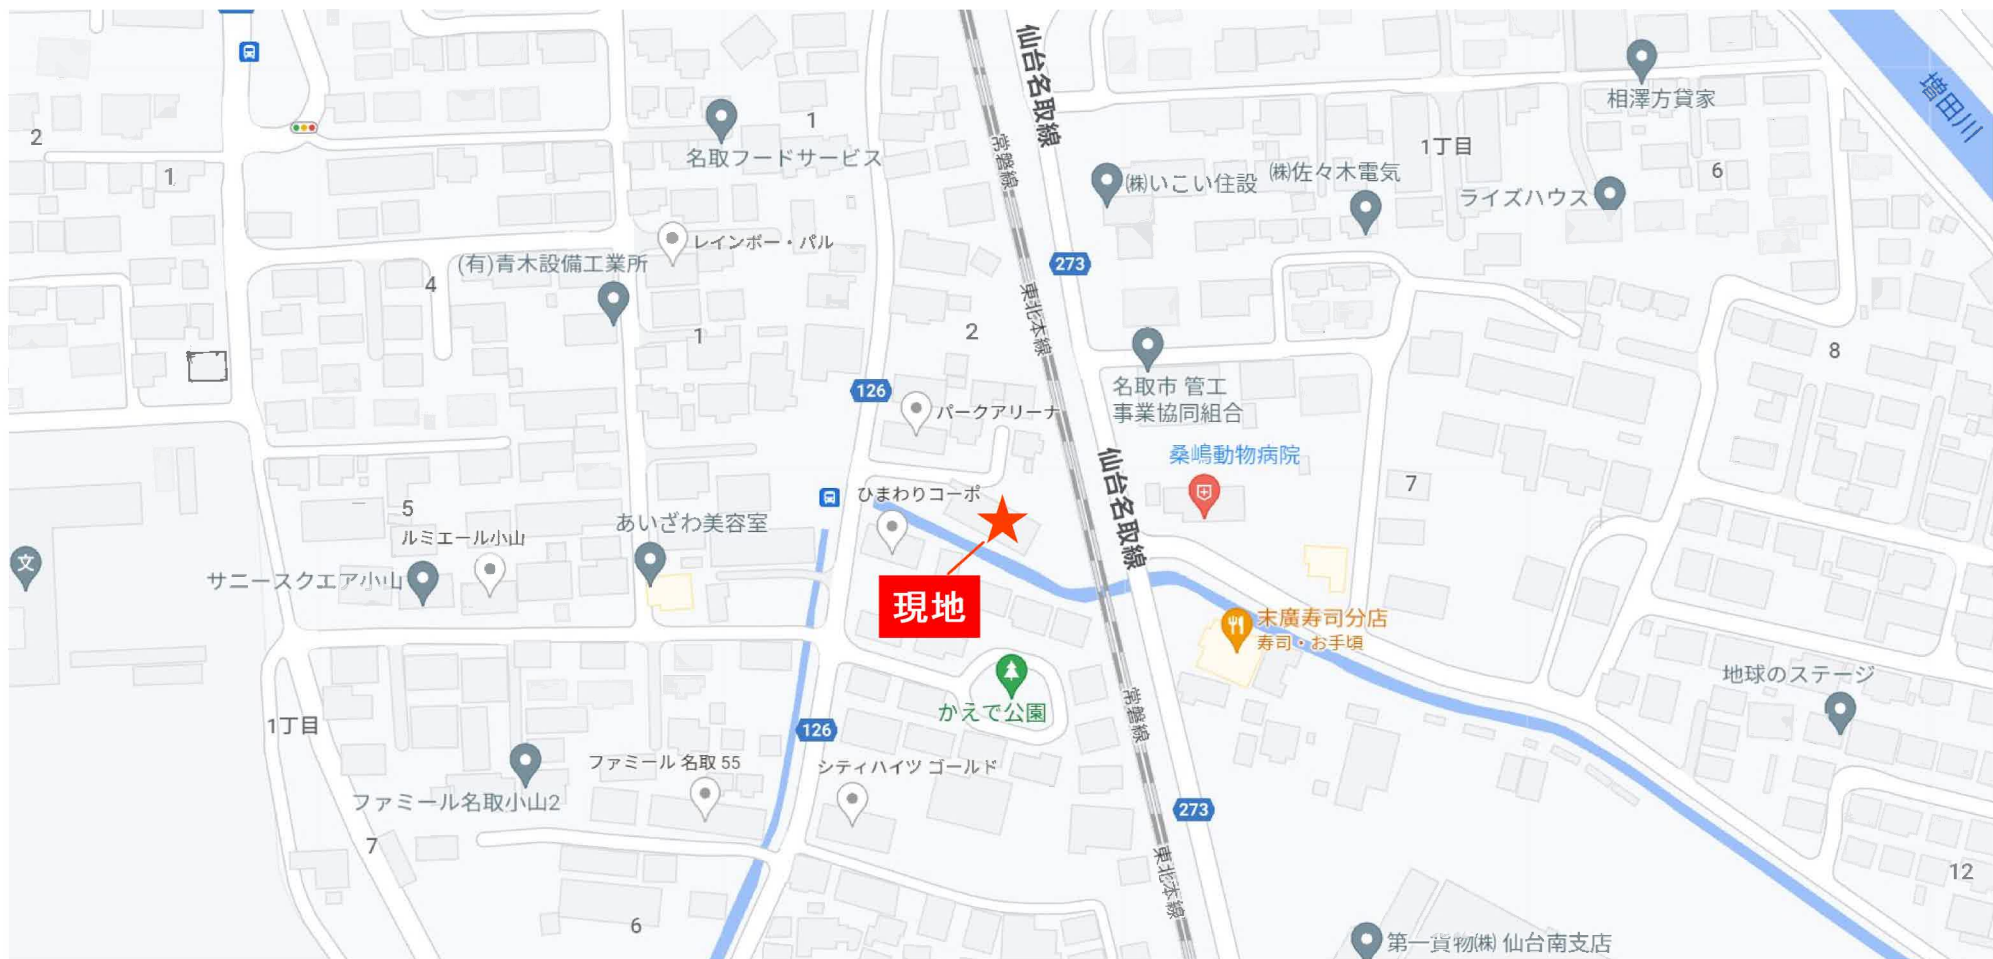 仙台名取線
増田川
相澤方貸家
1
2
名取フードサービス
常磐線
1丁目
1
㈱いこい住設
㈱佐々木電気
6
ライズハウス
レインボー・パル
(有)青木設備工業所
273
4
東北本線
2
1
8
126
名取市 管工
事業協同組合
パークアリーナ
桑嶋動物病院
仙台名取線
7
ひまわりコーポ
5
あいざわ美容室
ルミエール小山
文
サニースクエア小山
現地
末廣寿司分店
寿司・お手頃
地球のステージ
かえで公園
常磐線
1丁目
126
ファミール 名取 55
シティハイツ ゴールド
ファミール名取小山2
273
7
東北本線
12
6
第一貨物㈱ 仙台南支店